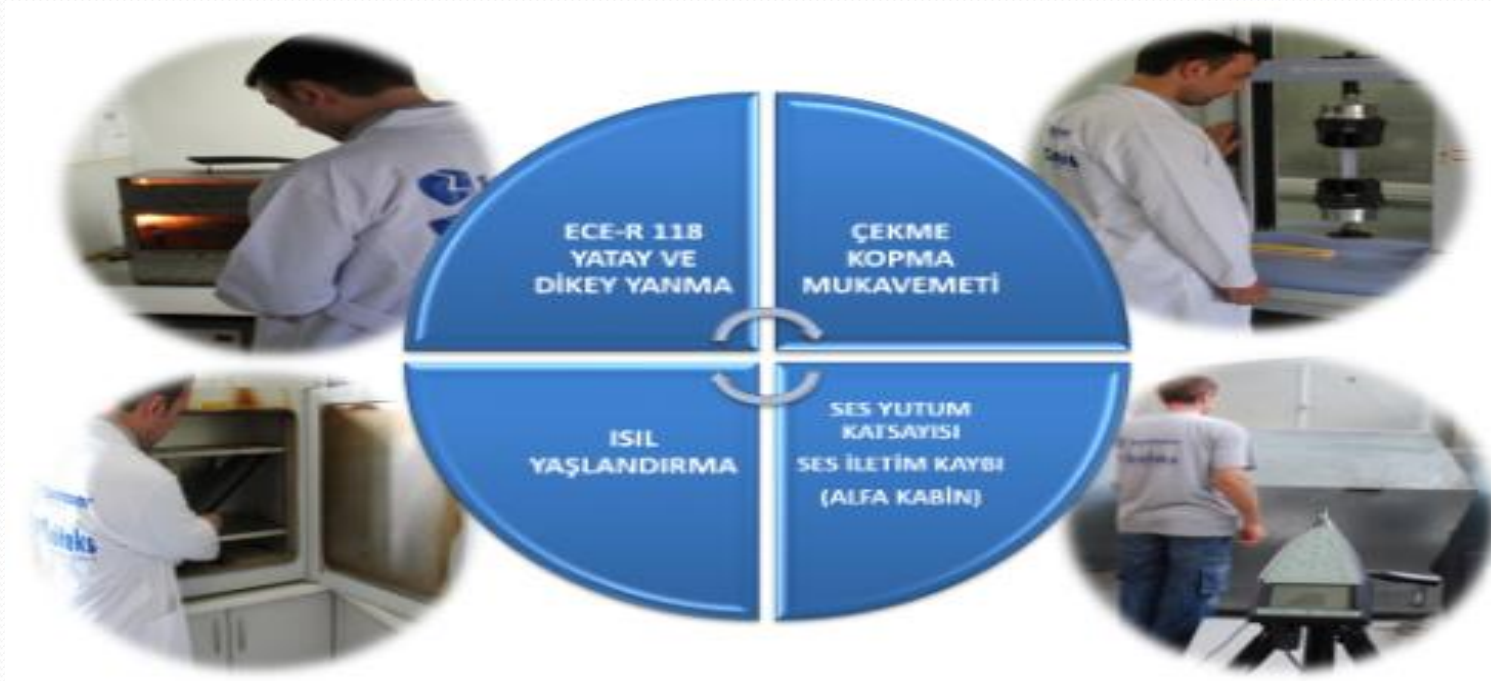 ECE-R 118
YATAY VE
DİKEY YANMA
ÇEKME
KOPMA
MUKAVEMETİ
ISIL
YAŞLANDIRMA
SES YUTUM
KATSAYISI
SES İLETİM KAYBI
(ALFA KABİN)